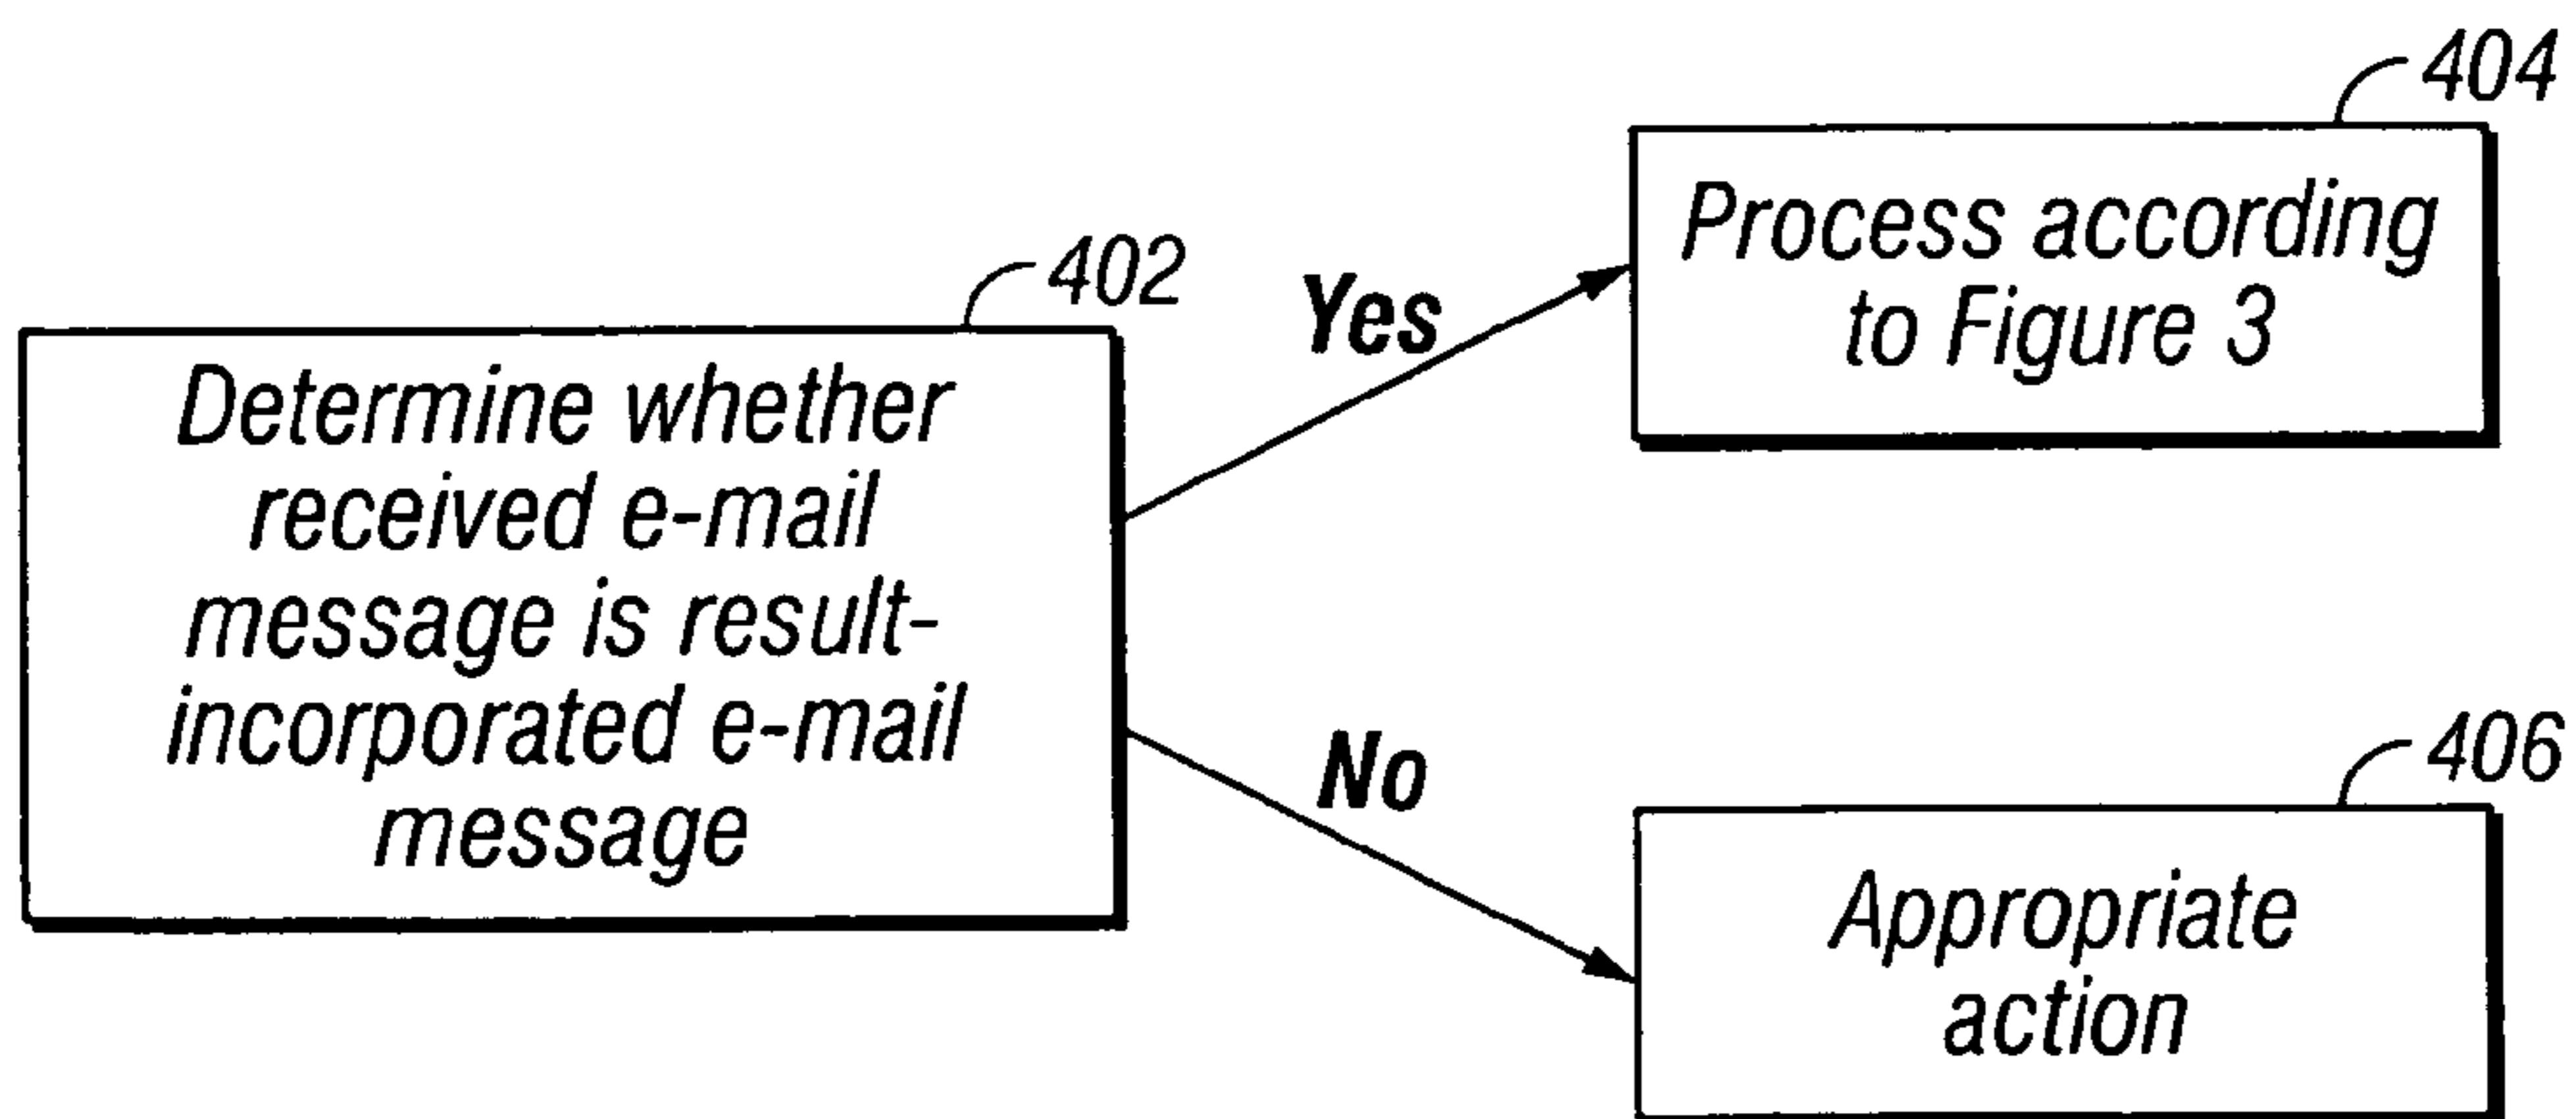 402
Determine whether
received e-mail
message is result-
incorporated e-mail
message
Yes
404
Process according
to Figure 3
No
406
Appropriate
action